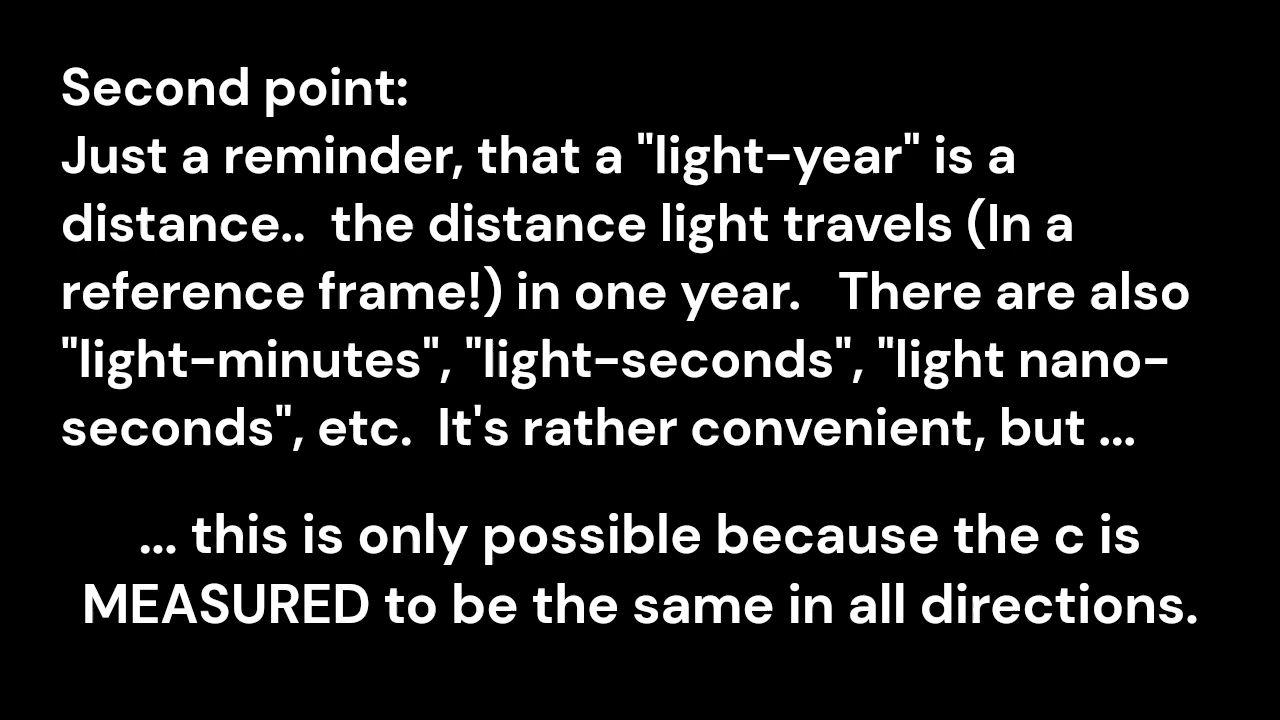 Second point:
Just a reminder, that a "light-year" is a
distance..  the distance light travels (In a
reference frame!) in one year.   There are also
"light-minutes", "light-seconds", "light nano-
seconds", etc.  It's rather convenient, but ...
... this is only possible because the c is
MEASURED to be the same in all directions.